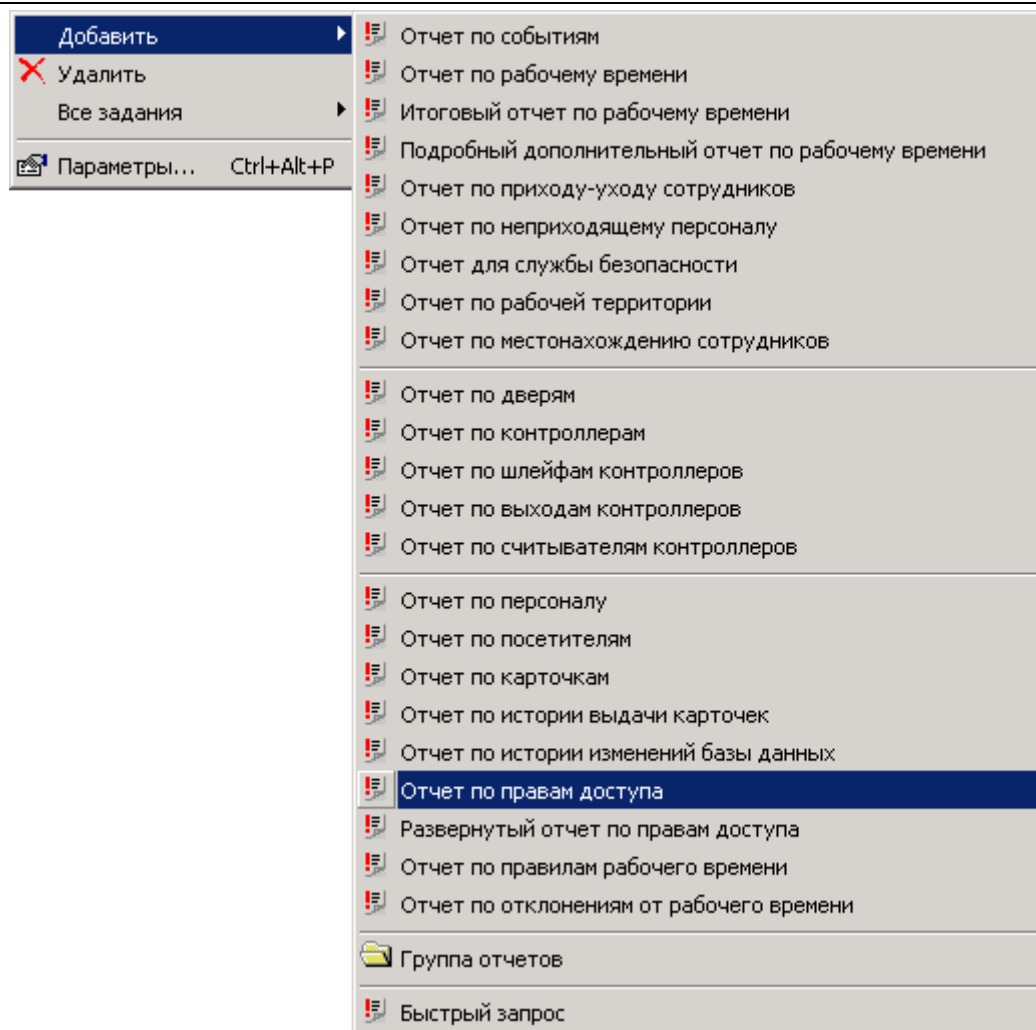 Добавить
Удалить
Все задания
Параметры... Ctrl+Alt+P
Отчет по событиям
Отчет по рабочему времени
Итоговый отчет по рабочему времени
Подробный дополнительный отчет по рабочему времени
Отчет по приходу-уходу сотрудников
Отчет по неприходящему персоналу
Отчет для службы безопасности
Отчет по рабочей территории
Отчет по местонахождению сотрудников
Отчет по дверям
Отчет по контроллерам
Отчет по шлейфам контроллеров
Отчет по выходам контроллеров
Отчет по считывателям контроллеров
Отчет по персоналу
Отчет по посетителям
Отчет по карточкам
Отчет по истории выдачи карточек
Отчет по истории изменений базы данных
Отчет по правам доступа
Развернутый отчет по правам доступа
Отчет по правилам рабочего времени
Отчет по отклонениям от рабочего времени
Группа отчетов
Быстрый запрос